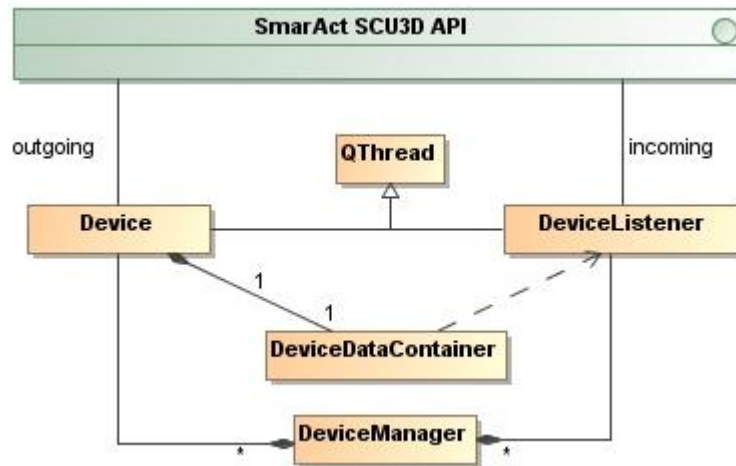 SmarAct SCU3D API
outgoing
incoming
QThread
Device
DeviceListener
1
1
DeviceDataContainer
DeviceManager
*
*